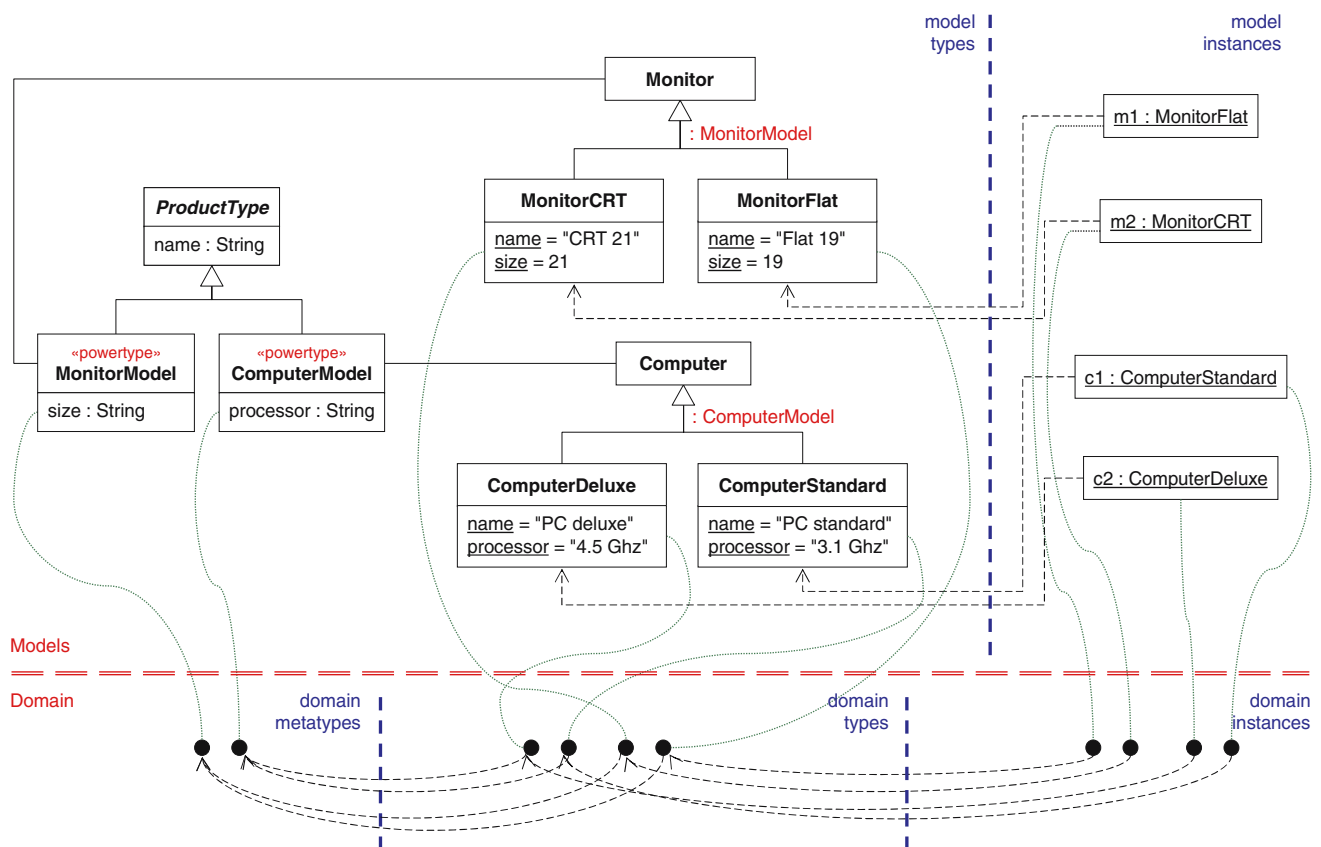 model
types
model
instances
Monitor
: MonitorModel
m1 : MonitorFlat
MonitorCRT
name = "CRT 21"
size = 21
MonitorFlat
name = "Flat 19"
size = 19
ProductType
name : String
m2 : MonitorCRT
«powertype»
MonitorModel
size : String
«powertype»
ComputerModel
processor : String
Computer
: ComputerModel
c1 : ComputerStandard
ComputerDeluxe
name = "PC deluxe"
processor = "4.5 Ghz"
ComputerStandard
name = "PC standard"
processor = "3.1 Ghz"
c2 : ComputerDeluxe
Models
Domain
domain
metatypes
domain
types
domain
instances